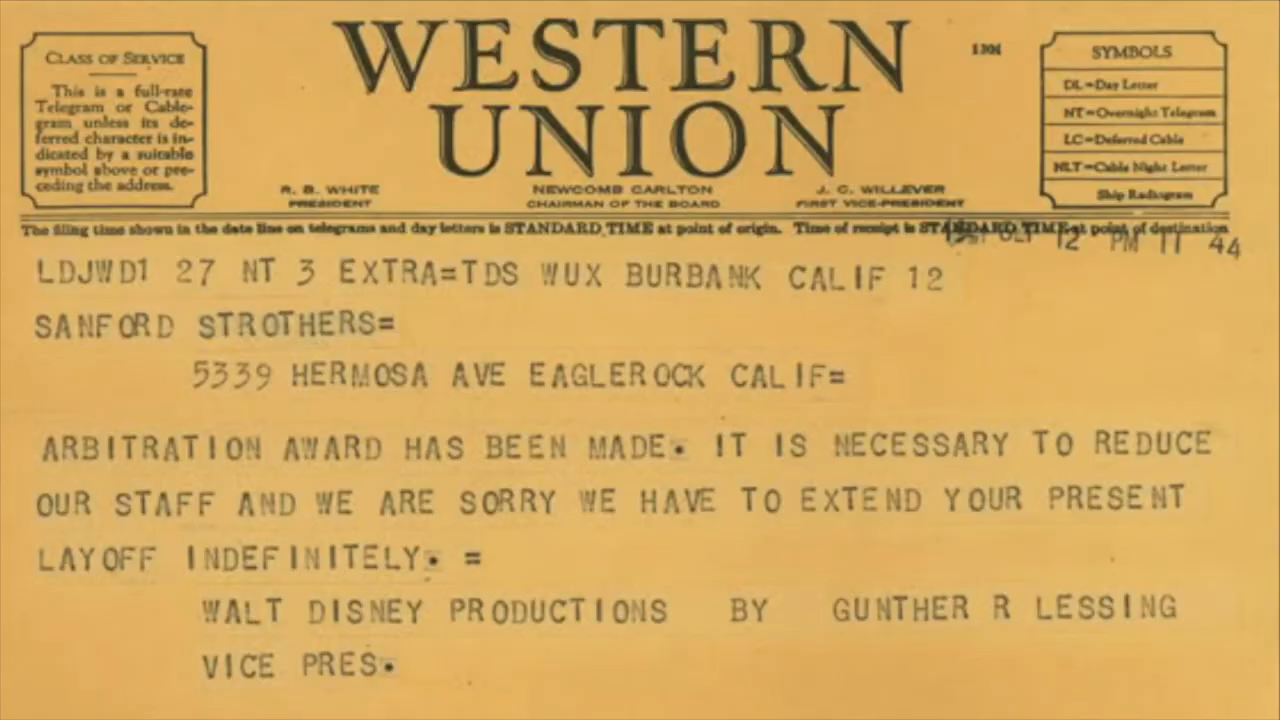 CLASS OF SERVICE
This is a full-rate
Telegram or Cable-
gram unless its de-
ferred character is in-
dicated by a suitable
symbol above or pre-
ceding the address.
WESTERN
UNION
1304
R. B. WHITE
PRESIDENT
NEWCOMB CARLTON
CHAIRMAN OF THE BOARD
J. C. WILLEVER
FIRST VICE-PRESIDENT
SYMBOLS
DL=Day Letter
NT=Overnight Telegram
LC=Deferred Cable
NLT=Cable Night Letter
Ship Radiogram
The filing time shown in the date line on telegrams and day letters is STANDARD TIME at point of origin. Time of receipt is STANDARD TIME at point of destination
OCT 12 PM 11 44
LDJWD1 27 NT 3 EXTRA=TDS WUX BURBANK CALIF 12
SANFORD STROTHERS=
5339 HERMOSA AVE EAGLEROCK CALIF=
ARBITRATION AWARD HAS BEEN MADE. IT IS NECESSARY TO REDUCE
OUR STAFF AND WE ARE SORRY WE HAVE TO EXTEND YOUR PRESENT
LAYOFF INDEFINITELY. =
WALT DISNEY PRODUCTIONS BY GUNTHER R LESSING
VICE PRES.